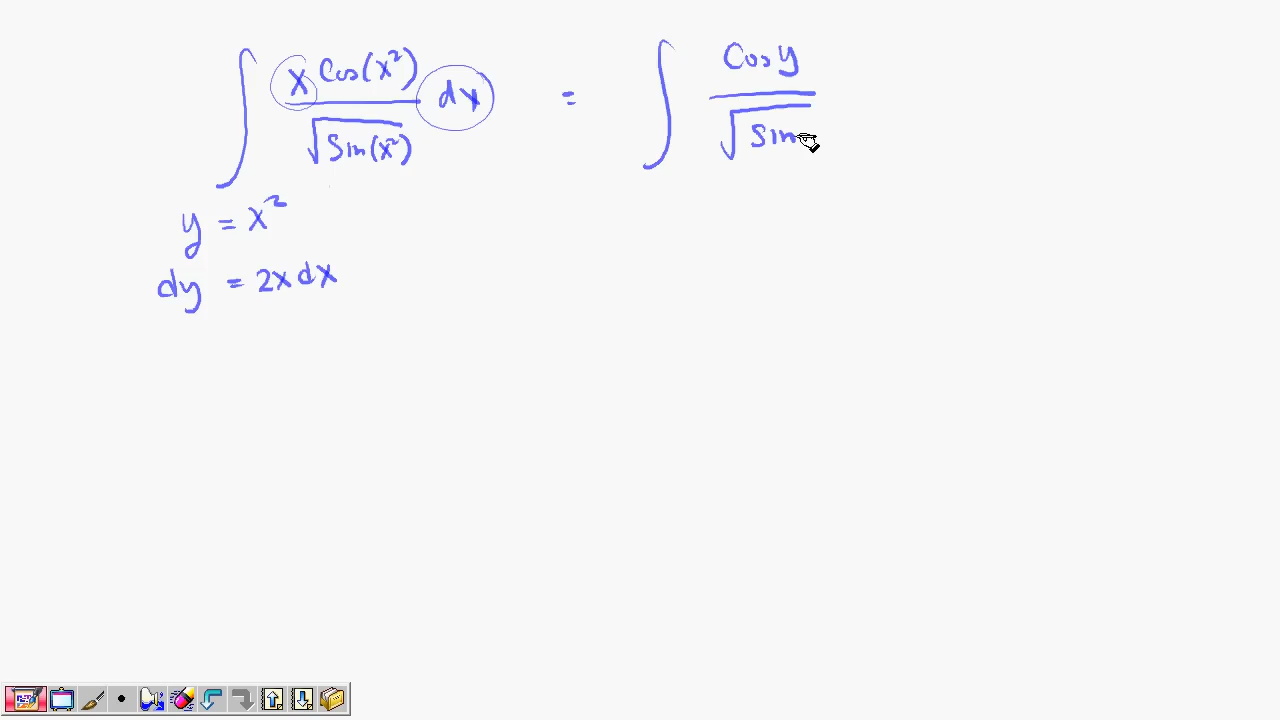 ∫ x Cos(x²) / √Sin(x²) dx = ∫ Cos y / √Sin
y = x²
dy = 2x dx